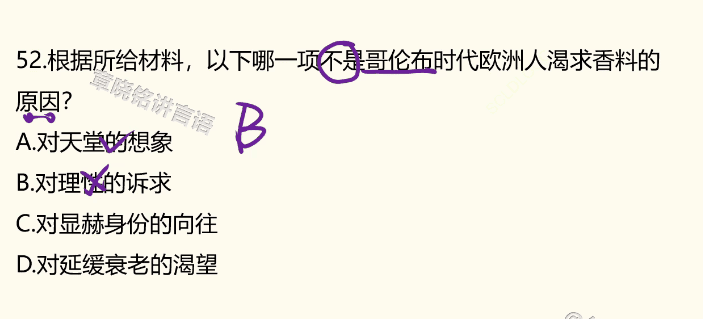 52.根据所给材料，以下哪一项不是哥伦布时代欧洲人渴求香料的
原因？
章晓铭讲言语
B
A.对天堂的想象
B.对理性的诉求
C.对显赫身份的向往
D.对延缓衰老的渴望